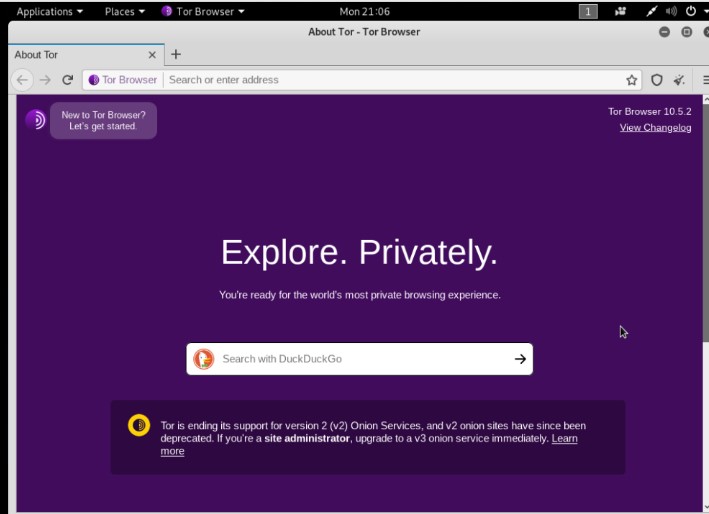 Applications Places Tor Browser Mon 21:06 1
About Tor - Tor Browser
About Tor
Tor Browser Search or enter address
New to Tor Browser?
Let's get started.
Tor Browser 10.5.2
View Changelog
Explore. Privately.
You're ready for the world's most private browsing experience.
Search with DuckDuckGo
Tor is ending its support for version 2 (v2) Onion Services, and v2 onion sites have since been
deprecated. If you're a site administrator, upgrade to a v3 onion service immediately. Learn
more